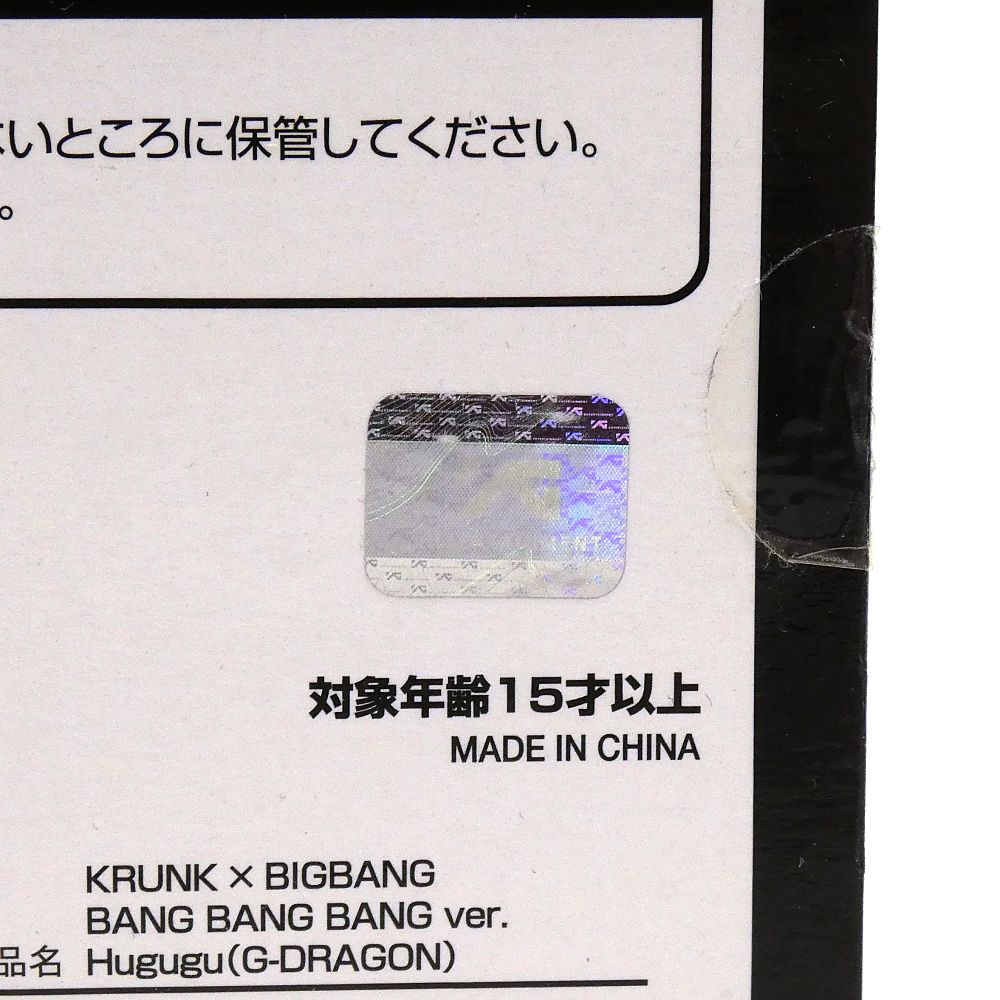 いところに保管してください。
。
対象年齢15才以上
MADE IN CHINA
KRUNK × BIGBANG
BANG BANG BANG ver.
品名 Hugugu(G-DRAGON)